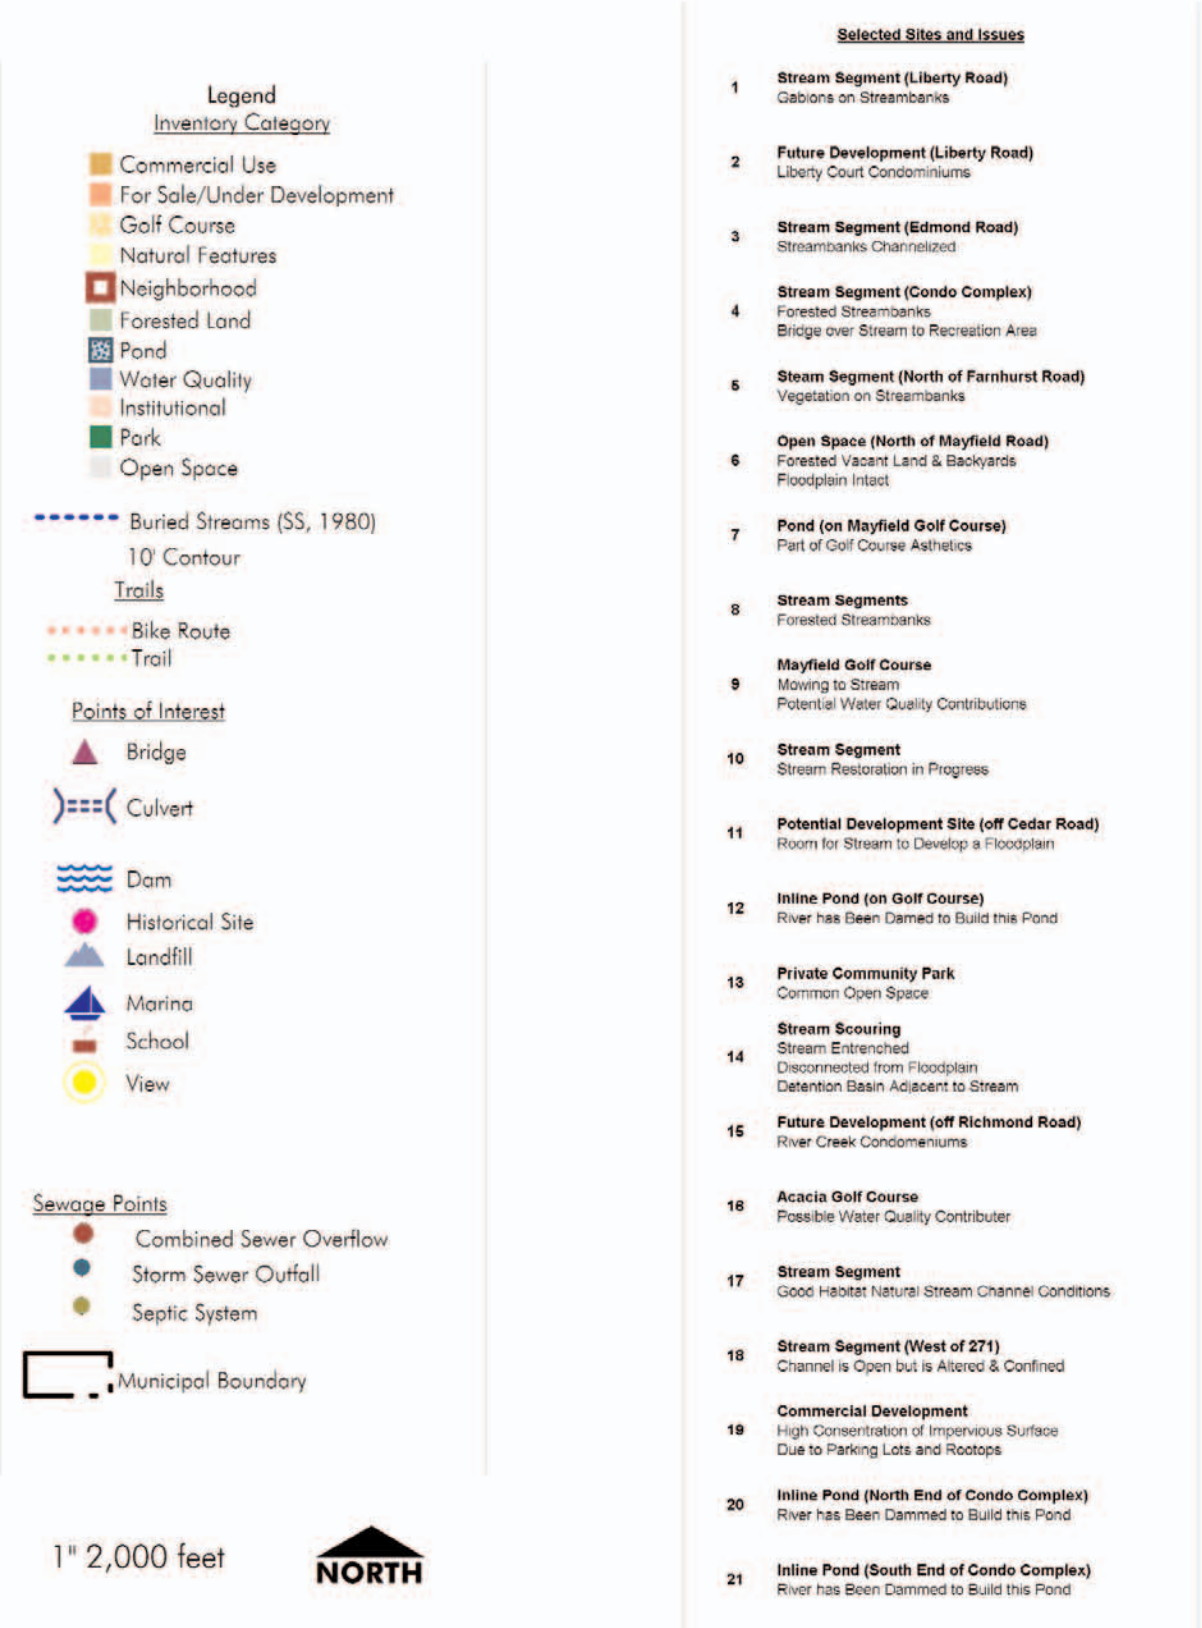 Legend
Inventory Category
Commercial Use
For Sale/Under Development
Golf Course
Natural Features
Neighborhood
Forested Land
Pond
Water Quality
Institutional
Park
Open Space
Buried Streams (SS, 1980)
10' Contour
Trails
Bike Route
Trail
Points of Interest
Bridge
Culvert
Dam
Historical Site
Landfill
Marina
School
View
Sewage Points
Combined Sewer Overflow
Storm Sewer Outfall
Septic System
Municipal Boundary
1" 2,000 feet
NORTH
Selected Sites and Issues
1 Stream Segment (Liberty Road)
Gabions on Streambanks
2 Future Development (Liberty Road)
Liberty Court Condominiums
3 Stream Segment (Edmond Road)
Streambanks Channelized
4 Stream Segment (Condo Complex)
Forested Streambanks
Bridge over Stream to Recreation Area
5 Steam Segment (North of Farnhurst Road)
Vegetation on Streambanks
6 Open Space (North of Mayfield Road)
Forested Vacant Land & Backyards
Floodplain Intact
7 Pond (on Mayfield Golf Course)
Part of Golf Course Asthetics
8 Stream Segments
Forested Streambanks
9 Mayfield Golf Course
Mowing to Stream
Potential Water Quality Contributions
10 Stream Segment
Stream Restoration in Progress
11 Potential Development Site (off Cedar Road)
Room for Stream to Develop a Floodplain
12 Inline Pond (on Golf Course)
River has Been Damed to Build this Pond
13 Private Community Park
Common Open Space
14 Stream Scouring
Stream Entrenched
Disconnected from Floodplain
Detention Basin Adjacent to Stream
15 Future Development (off Richmond Road)
River Creek Condomeniums
16 Acacia Golf Course
Possible Water Quality Contributer
17 Stream Segment
Good Habitat Natural Stream Channel Conditions
18 Stream Segment (West of 271)
Channel is Open but is Altered & Confined
19 Commercial Development
High Consentration of Impervious Surface
Due to Parking Lots and Rootops
20 Inline Pond (North End of Condo Complex)
River has Been Dammed to Build this Pond
21 Inline Pond (South End of Condo Complex)
River has Been Dammed to Build this Pond